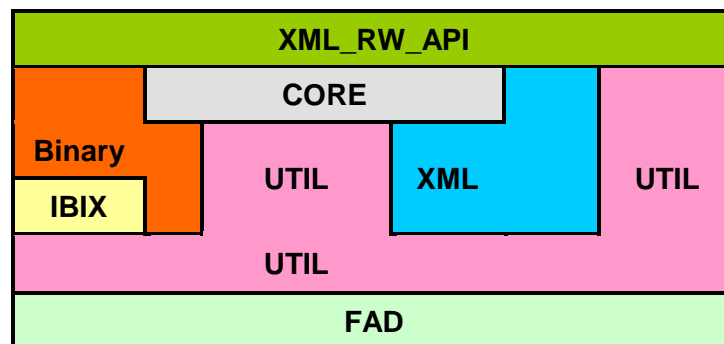 XML_RW_API
CORE
Binary
UTIL
XML
UTIL
IBIX
UTIL
FAD